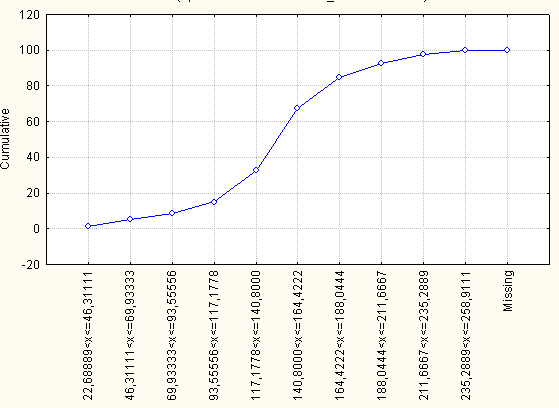 120
100
80
60
40
20
0
-20
Cumulative
22,68889<x<=46,31111
46,31111<x<=69,93333
69,93333<x<=93,55556
93,55556<x<=117,1778
117,1778<x<=140,8000
140,8000<x<=164,4222
164,4222<x<=188,0444
188,0444<x<=211,6667
211,6667<x<=235,2889
235,2889<x<=258,9111
Missing